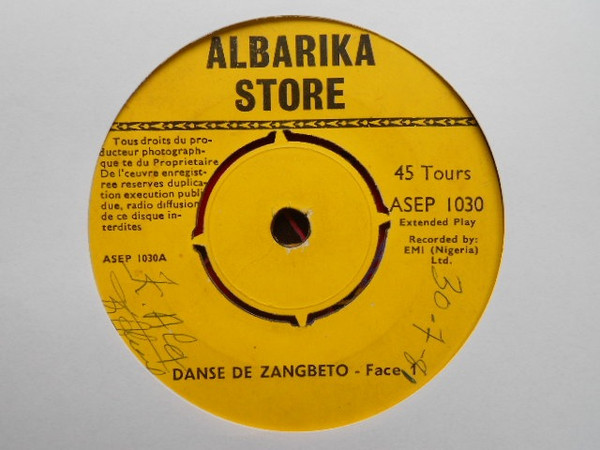 ALBARIKA
STORE
Tous droits du pro-
ducteur photograph-
que te du Proprietaire
De l'œuvre enregist-
ree reserves duplica-
tion execution publi
due, radio diffusion
de ce disque in-
terdites
ASEP 1030A
45 Tours
ASEP 1030
Extended Play
Recorded by:
EMI (Nigeria)
Ltd.
DANSE DE ZANGBETO - Face 1